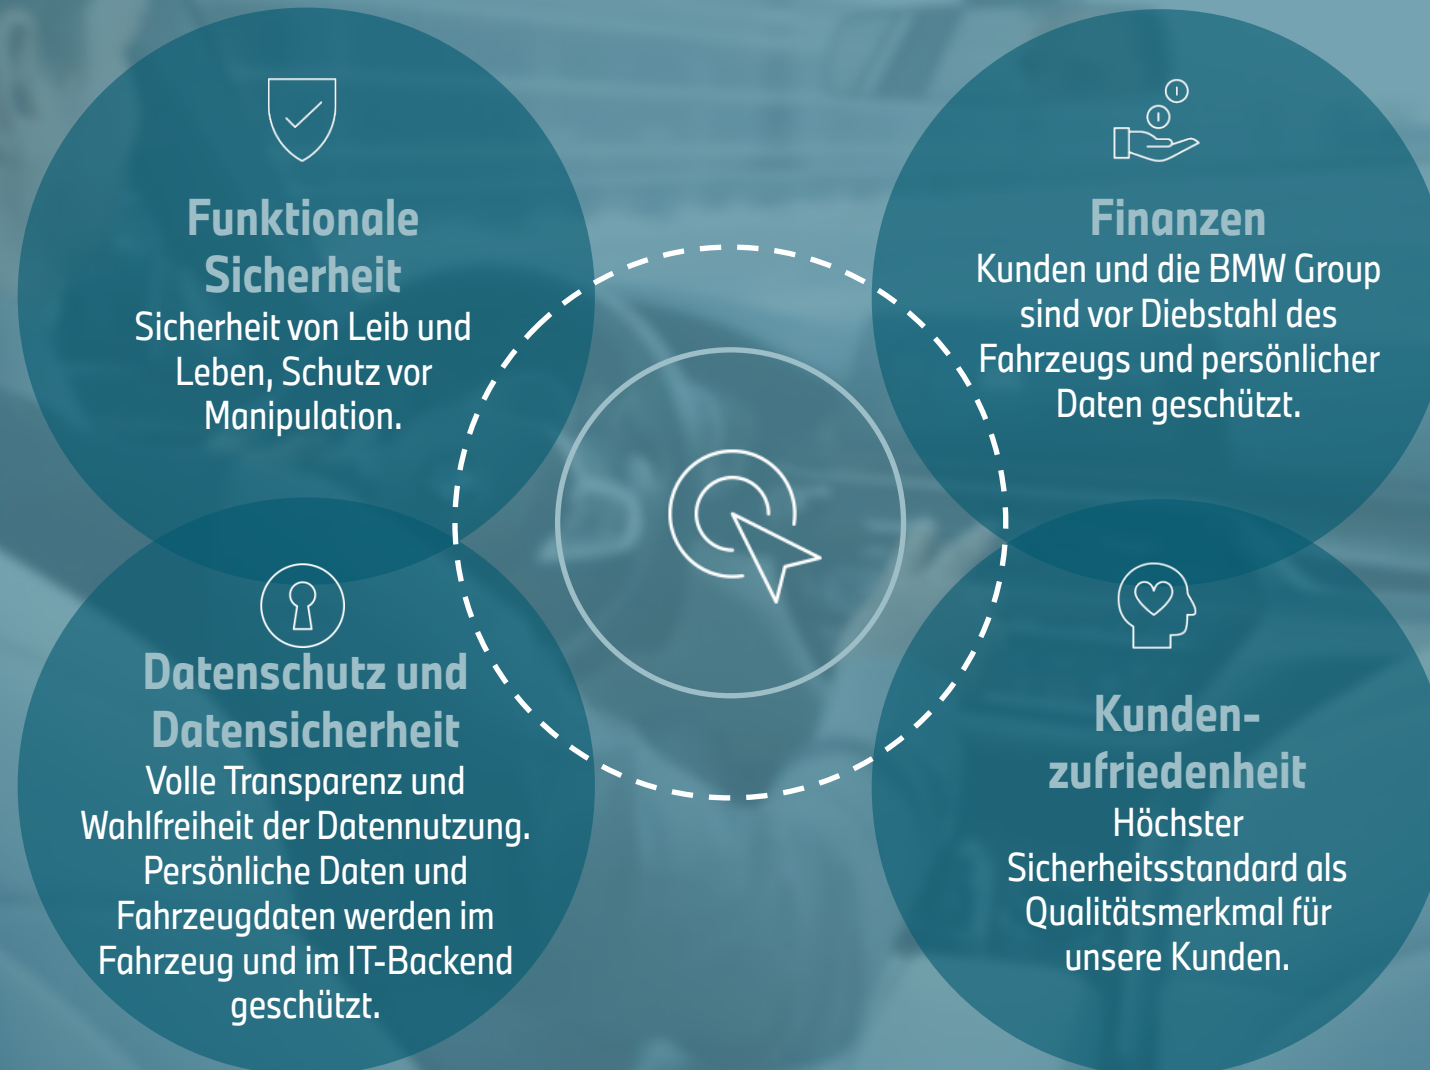 Funktionale
Sicherheit
Sicherheit von Leib und
Leben, Schutz vor
Manipulation.
Finanzen
Kunden und die BMW Group
sind vor Diebstahl des
Fahrzeugs und persönlicher
Daten geschützt.
Datenschutz und
Datensicherheit
Volle Transparenz und
Wahlfreiheit der Datennutzung.
Persönliche Daten und
Fahrzeugdaten werden im
Fahrzeug und im IT-Backend
geschützt.
Kunden-
zufriedenheit
Höchster
Sicherheitsstandard als
Qualitätsmerkmal für
unsere Kunden.